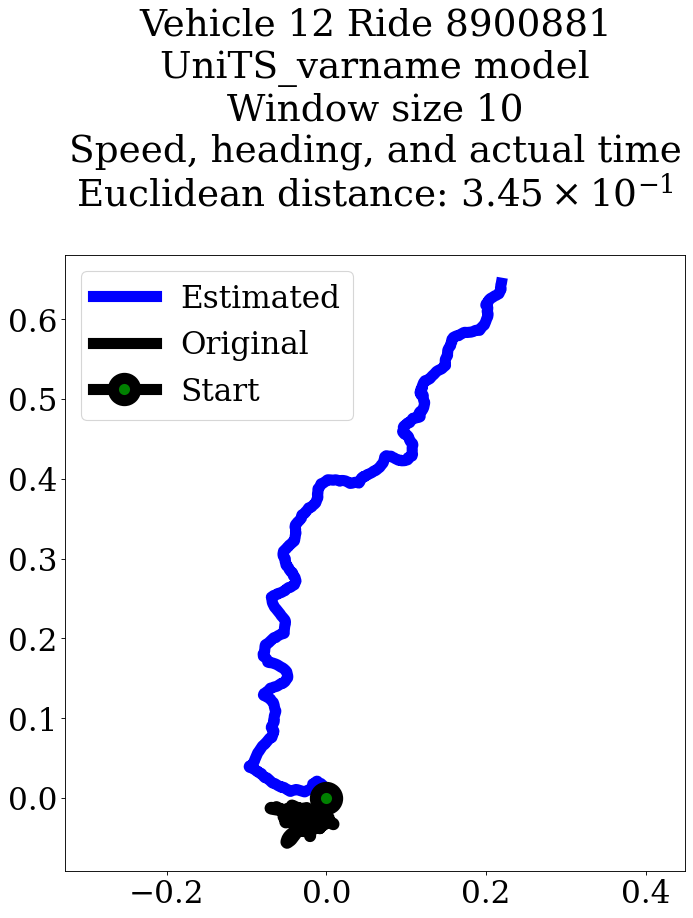 Vehicle 12 Ride 8900881
UniTS_varname model
Window size 10
Speed, heading, and actual time
Euclidean distance: 3.45 × 10⁻¹
Estimated
Original
Start
0.6
0.5
0.4
0.3
0.2
0.1
0.0
−0.2 0.0 0.2 0.4